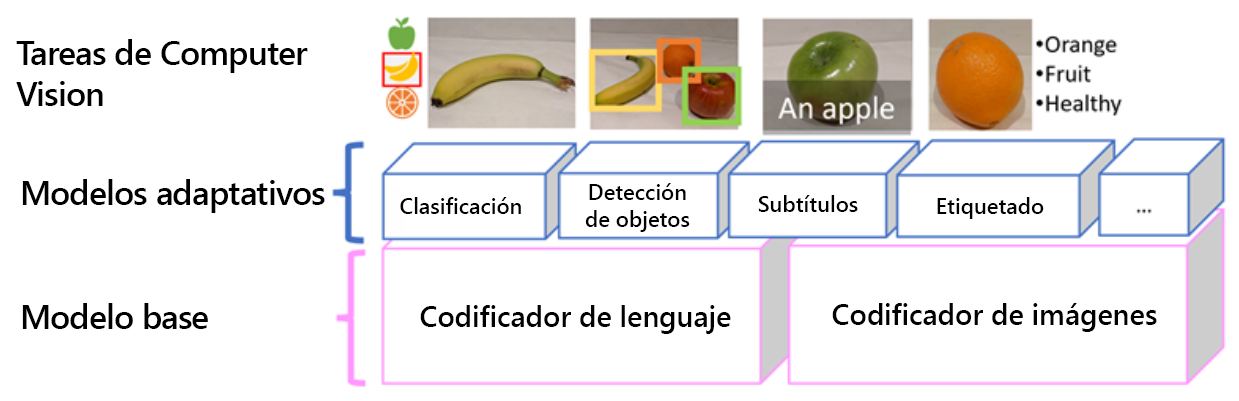 Tareas de Computer
Vision
An apple
•Orange
•Fruit
•Healthy
Modelos adaptativos
Clasificación
Detección
de objetos
Subtítulos
Etiquetado
...
Modelo base
Codificador de lenguaje
Codificador de imágenes